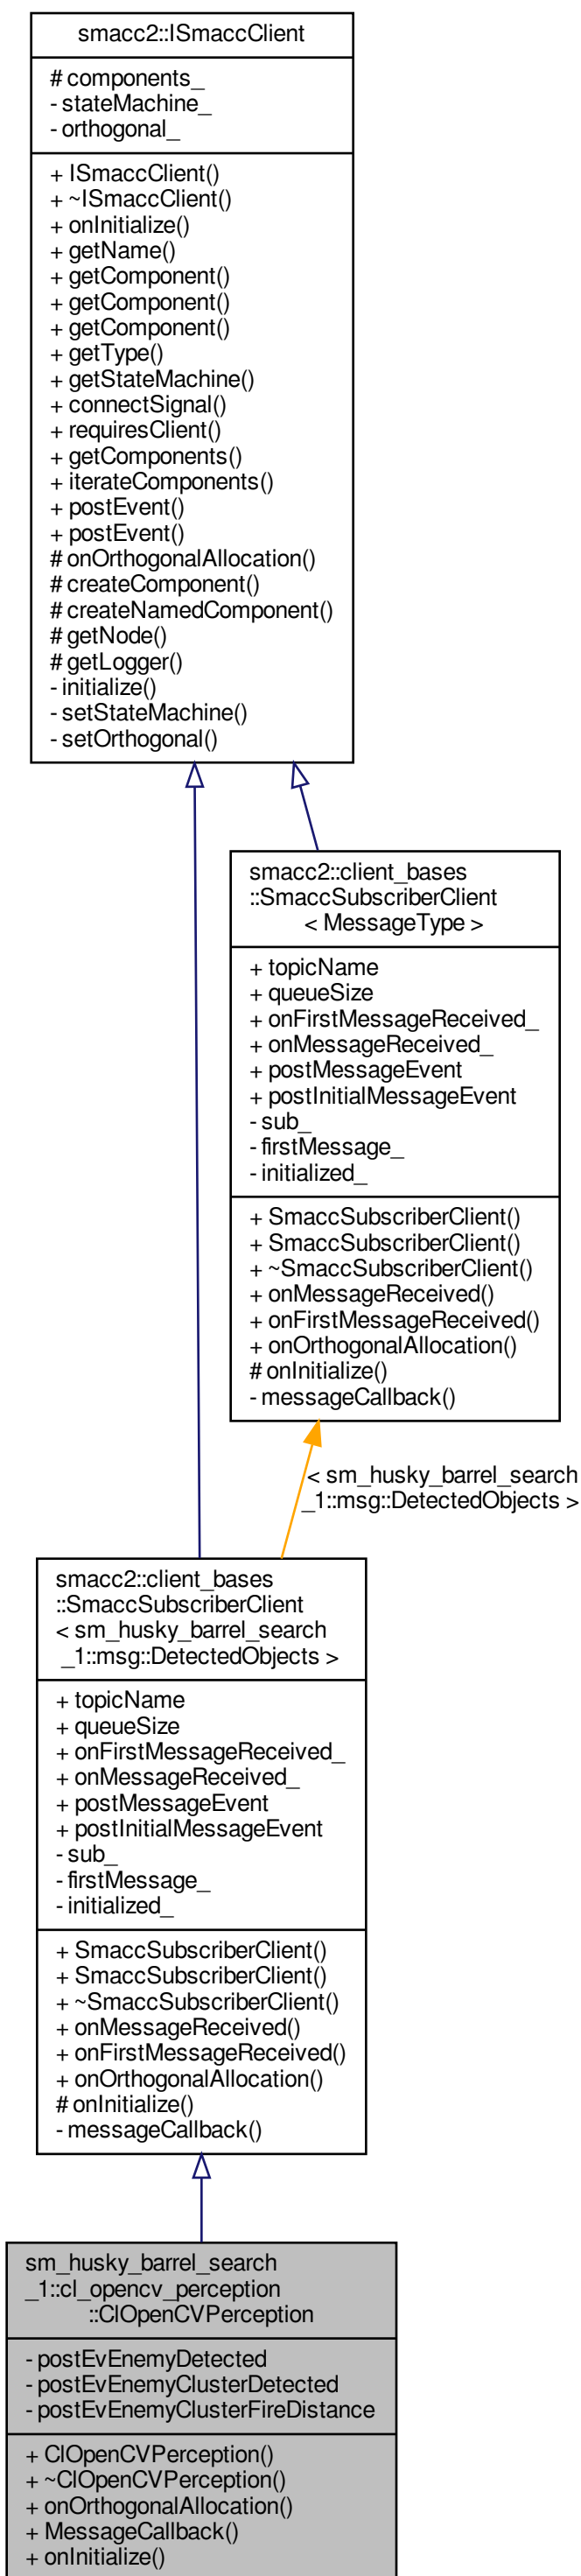 smacc2::ISmaccClient
# components_
- stateMachine_
- orthogonal_
+ ISmaccClient()
+ ~ISmaccClient()
+ onInitialize()
+ getName()
+ getComponent()
+ getComponent()
+ getComponent()
+ getType()
+ getStateMachine()
+ connectSignal()
+ requiresClient()
+ getComponents()
+ iterateComponents()
+ postEvent()
+ postEvent()
# onOrthogonalAllocation()
# createComponent()
# createNamedComponent()
# getNode()
# getLogger()
- initialize()
- setStateMachine()
- setOrthogonal()
smacc2::client_bases
::SmaccSubscriberClient
< MessageType >
+ topicName
+ queueSize
+ onFirstMessageReceived_
+ onMessageReceived_
+ postMessageEvent
+ postInitialMessageEvent
- sub_
- firstMessage_
- initialized_
+ SmaccSubscriberClient()
+ SmaccSubscriberClient()
+ ~SmaccSubscriberClient()
+ onMessageReceived()
+ onFirstMessageReceived()
+ onOrthogonalAllocation()
# onInitialize()
- messageCallback()
< sm_husky_barrel_search
_1::msg::DetectedObjects >
smacc2::client_bases
::SmaccSubscriberClient
< sm_husky_barrel_search
_1::msg::DetectedObjects >
+ topicName
+ queueSize
+ onFirstMessageReceived_
+ onMessageReceived_
+ postMessageEvent
+ postInitialMessageEvent
- sub_
- firstMessage_
- initialized_
+ SmaccSubscriberClient()
+ SmaccSubscriberClient()
+ ~SmaccSubscriberClient()
+ onMessageReceived()
+ onFirstMessageReceived()
+ onOrthogonalAllocation()
# onInitialize()
- messageCallback()
sm_husky_barrel_search
_1::cl_opencv_perception
::ClOpenCVPerception
- postEvEnemyDetected
- postEvEnemyClusterDetected
- postEvEnemyClusterFireDistance
+ ClOpenCVPerception()
+ ~ClOpenCVPerception()
+ onOrthogonalAllocation()
+ MessageCallback()
+ onInitialize()